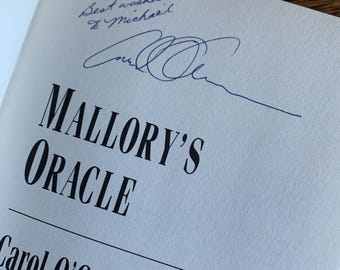 Best wishes
to Michael
MALLORY'S
ORACLE
Carol O'C